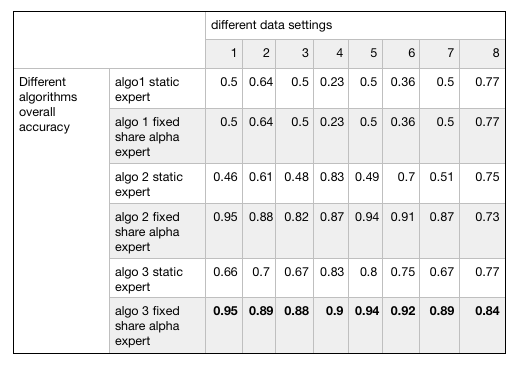 different data settings
1 2 3 4 5 6 7 8
Different
algorithms
overall
accuracy
algo1 static
expert
0.5 0.64 0.5 0.23 0.5 0.36 0.5 0.77
algo 1 fixed
share alpha
expert
0.5 0.64 0.5 0.23 0.5 0.36 0.5 0.77
algo 2 static
expert
0.46 0.61 0.48 0.83 0.49 0.7 0.51 0.75
algo 2 fixed
share alpha
expert
0.95 0.88 0.82 0.87 0.94 0.91 0.87 0.73
algo 3 static
expert
0.66 0.7 0.67 0.83 0.8 0.75 0.67 0.77
algo 3 fixed
share alpha
expert
0.95 0.89 0.88 0.9 0.94 0.92 0.89 0.84